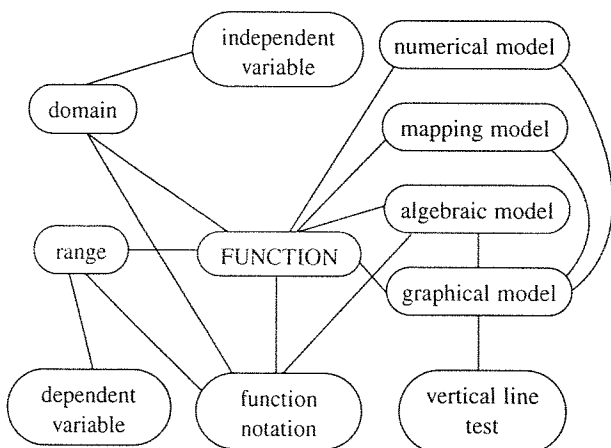 independent
variable
numerical model
domain
mapping model
algebraic model
range
FUNCTION
graphical model
dependent
variable
function
notation
vertical line
test